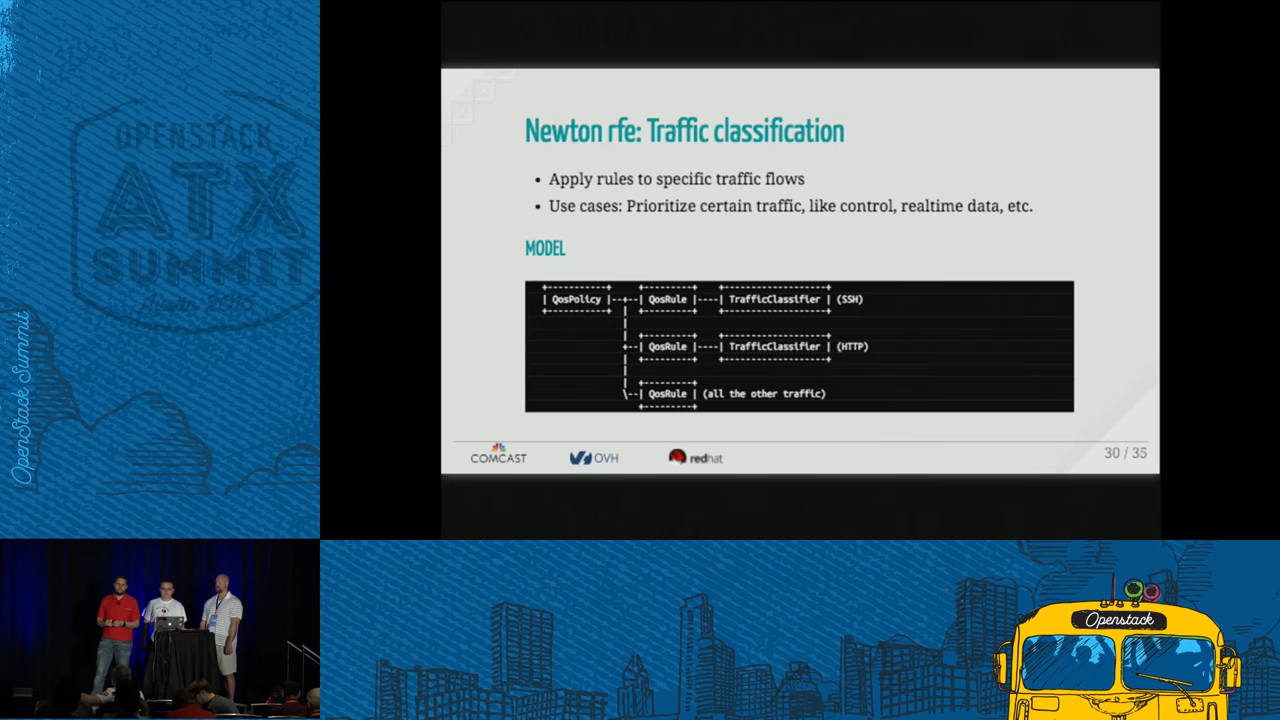 OPENSTACK
ATX
SUMMIT
Austin 2016
OpenStack Summit
Newton rfe: Traffic classification
• Apply rules to specific traffic flows
• Use cases: Prioritize certain traffic, like control, realtime data, etc.
MODEL
+-----------+     +---------+    +------------------+
| QosPolicy |--+--| QosRule |----| TrafficClassifier | (SSH)
+-----------+  |  +---------+    +------------------+
|
|  +---------+    +------------------+
+--| QosRule |----| TrafficClassifier | (HTTP)
|  +---------+    +------------------+
|
|  +---------+
\--| QosRule | (all the other traffic)
+---------+
COMCAST
OVH
redhat
30 / 35
Openstack